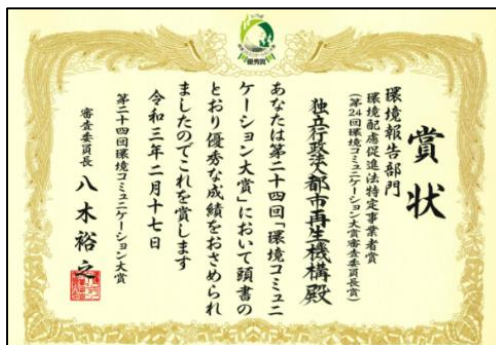 優秀賞
賞状
環境報告部門
環境配慮促進法特定事業者賞
(第24回環境コミュニケーション大賞審査委員長賞)
独立行政法人都市再生機構殿
あなたは第二十四回「環境コミュニ
ケーション大賞」において頭書の
とおり優秀な成績をおさめられ
ましたのでこれを賞します
令和三年二月十七日
第二十四回環境コミュニケーション大賞
審査委員長 八木裕之